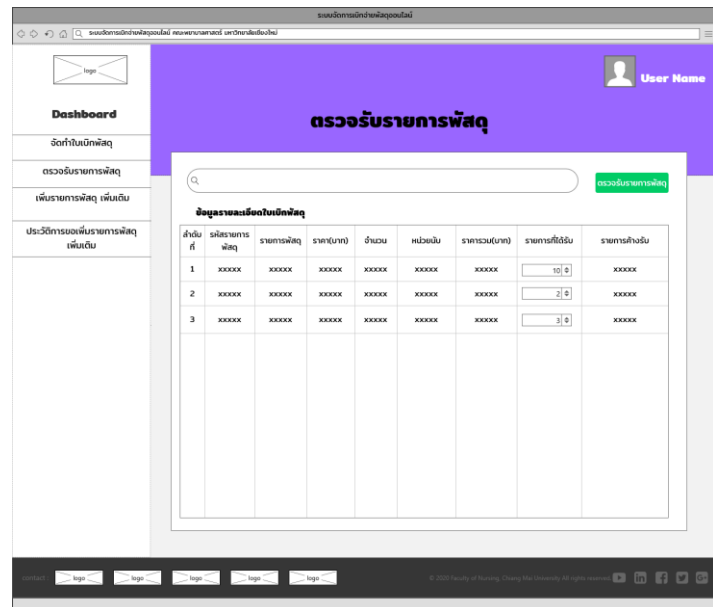 ระบบจัดการเบิกจ่ายพัสดุออนไลน์
ระบบจัดการเบิกจ่ายพัสดุออนไลน์ คณะพยาบาลศาสตร์ มหาวิทยาลัยเชียงใหม่
logo
User Name
Dashboard
ตรวจรับรายการพัสดุ
จัดทำใบเบิกพัสดุ
ตรวจรับรายการพัสดุ
เพิ่มรายการพัสดุ เพิ่มเติม
ประวัติการขอเพิ่มรายการพัสดุ
เพิ่มเติม
ตรวจรับรายการพัสดุ
ข้อมูลรายละเอียดใบเบิกพัสดุ
ลำดับที่ รหัสรายการพัสดุ รายการพัสดุ ราคา(บาท) จำนวน หน่วยนับ ราคารวม(บาท) รายการที่ได้รับ รายการค้างรับ
1 xxxxx xxxxx xxxxx xxxxx xxxxx xxxxx 10 xxxxx
2 xxxxx xxxxx xxxxx xxxxx xxxxx xxxxx 2 xxxxx
3 xxxxx xxxxx xxxxx xxxxx xxxxx xxxxx 3 xxxxx
contact logo logo logo logo logo © 2020 Faculty of Nursing, Chiang Mai University All rights reserved.